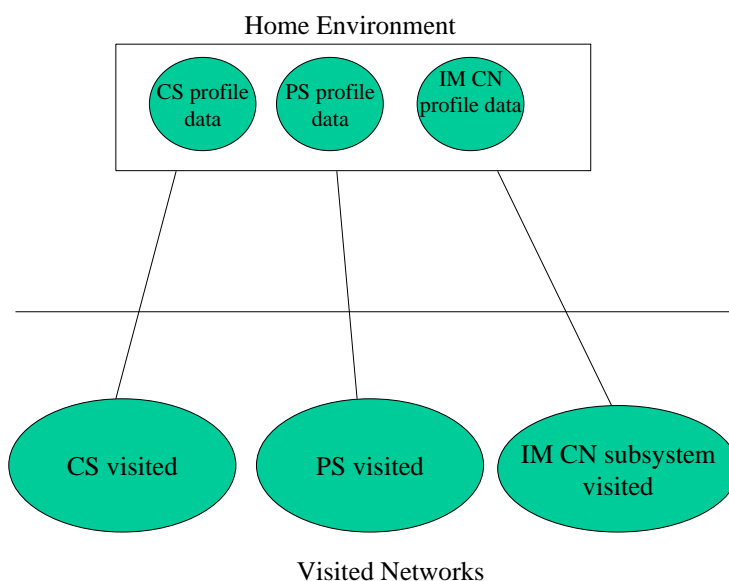 Home Environment
CS profile
data
PS profile
data
IM CN
profile data
CS visited
PS visited
IM CN subsystem
visited
Visited Networks